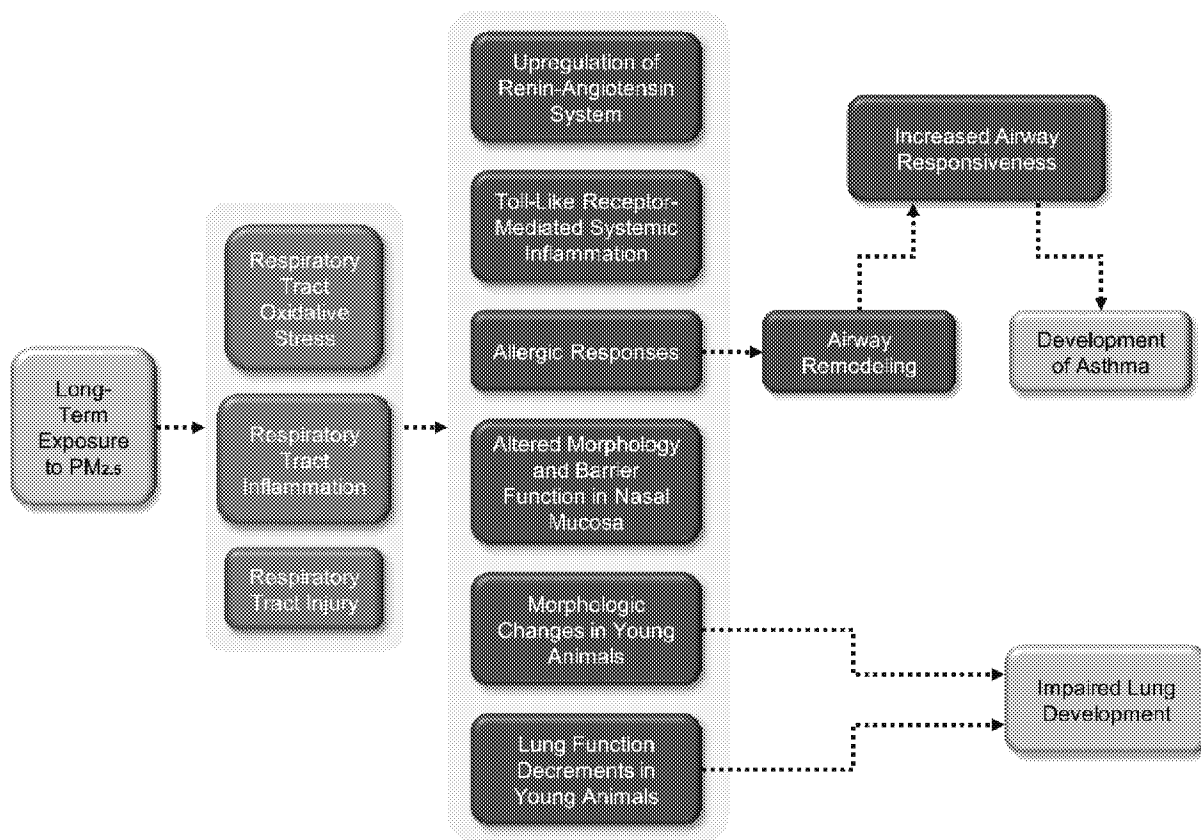 Long-
Term
Exposure
to PM2.5
Respiratory
Tract
Oxidative
Stress
Respiratory
Tract
Inflammation
Respiratory
Tract Injury
Upregulation of
Renin-Angiotensin
System
Toll-Like Receptor-
Mediated Systemic
Inflammation
Allergic Responses
Altered Morphology
and Barrier
Function in Nasal
Mucosa
Morphologic
Changes in Young
Animals
Lung Function
Decrements in
Young Animals
Airway
Remodeling
Increased Airway
Responsiveness
Development
of Asthma
Impaired Lung
Development